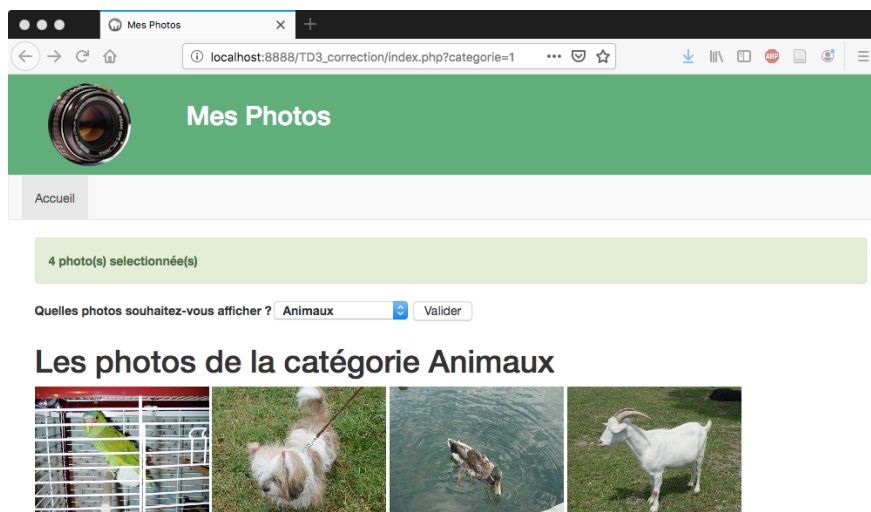 Mes Photos
localhost:8888/TD3_correction/index.php?categorie=1
ABP
Mes Photos
Accueil
4 photo(s) selectionnée(s)
Quelles photos souhaitez-vous afficher ? Animaux Valider
Les photos de la catégorie Animaux